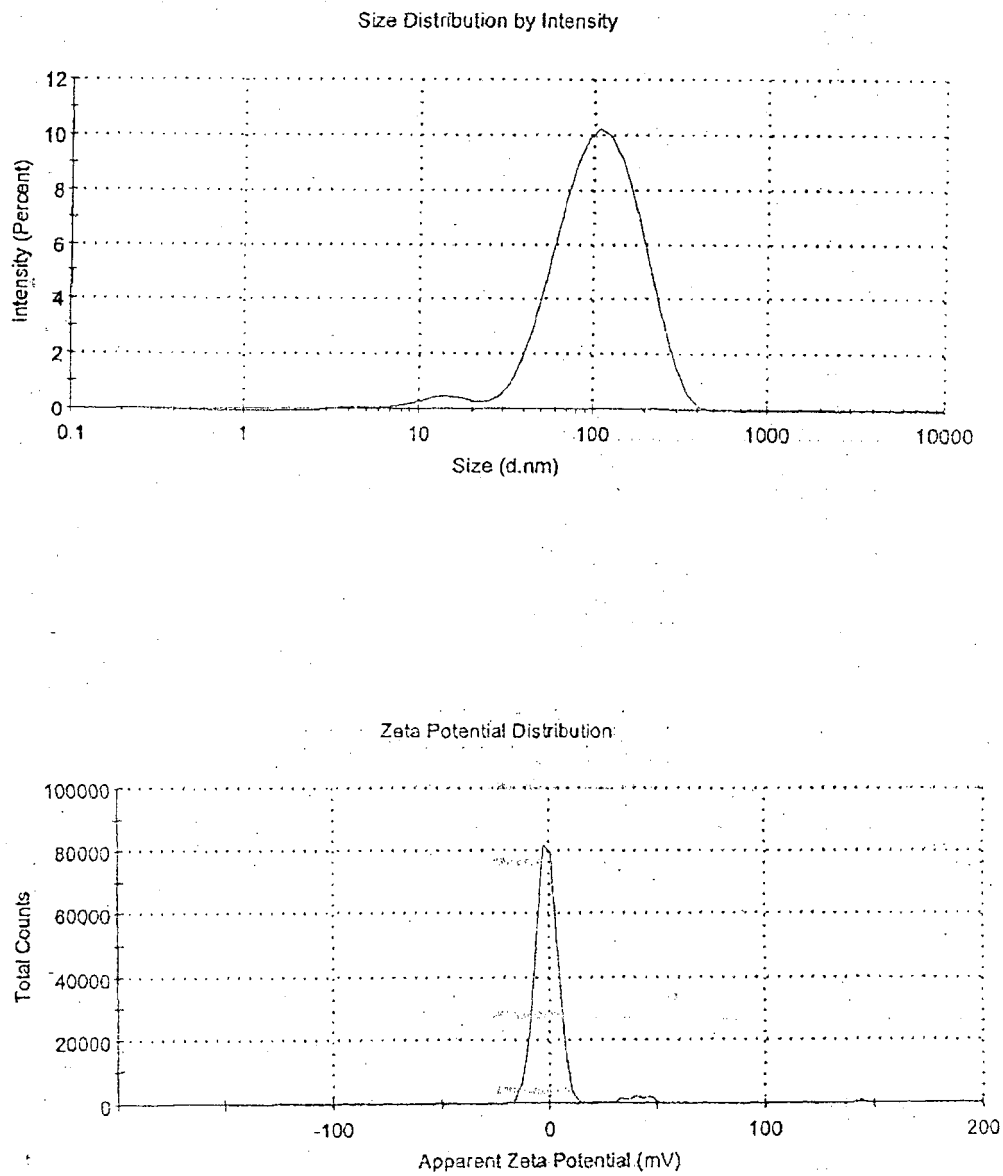 Size Distribution by Intensity
12
10
8
6
4
2
0
Intensity (Percent)
0.1 1 10 100 1000 10000
Size (d.nm)
Zeta Potential Distribution
100000
80000
60000
40000
20000
0
Total Counts
-100 0 100 200
Apparent Zeta Potential (mV)